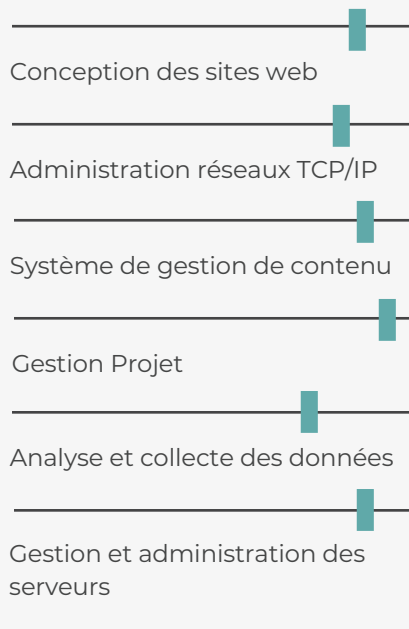 Conception des sites web
Administration réseaux TCP/IP
Système de gestion de contenu
Gestion Projet
Analyse et collecte des données
Gestion et administration des
serveurs